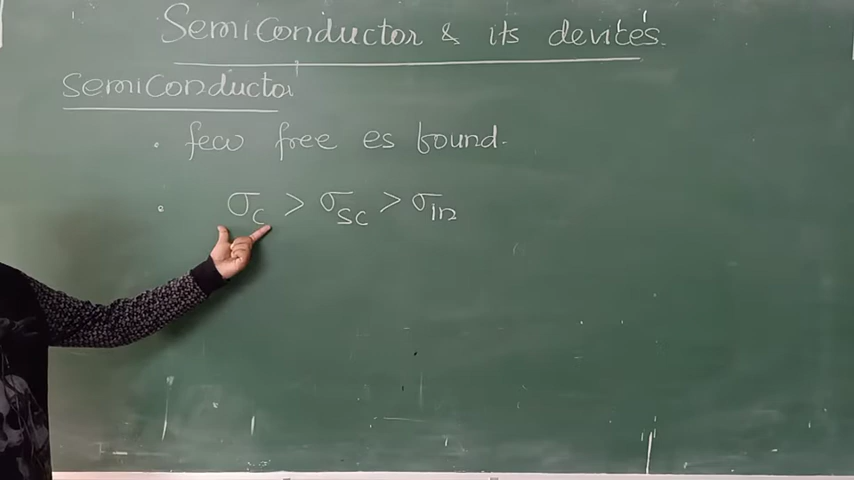 Semiconductor & its devices.
Semiconductor
. few free es found.
. σc > σsc > σin